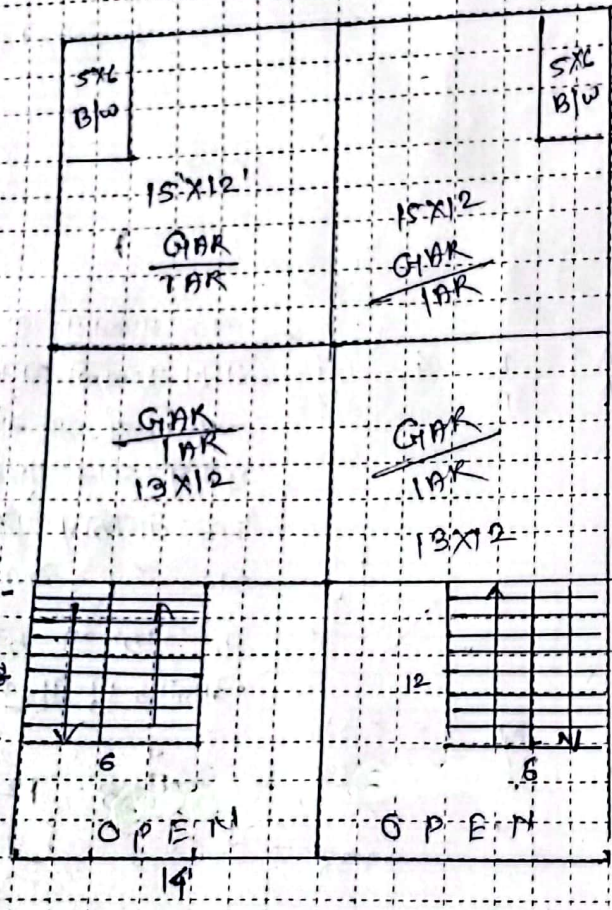 5X6
B/W
5X6
B/W
15'X12'
GAR
1AR
15X12
GAR
1AR
GAR
1AR
13X12
GAR
1AR
13X12
12
6
6
OPEN
OPEN
14'